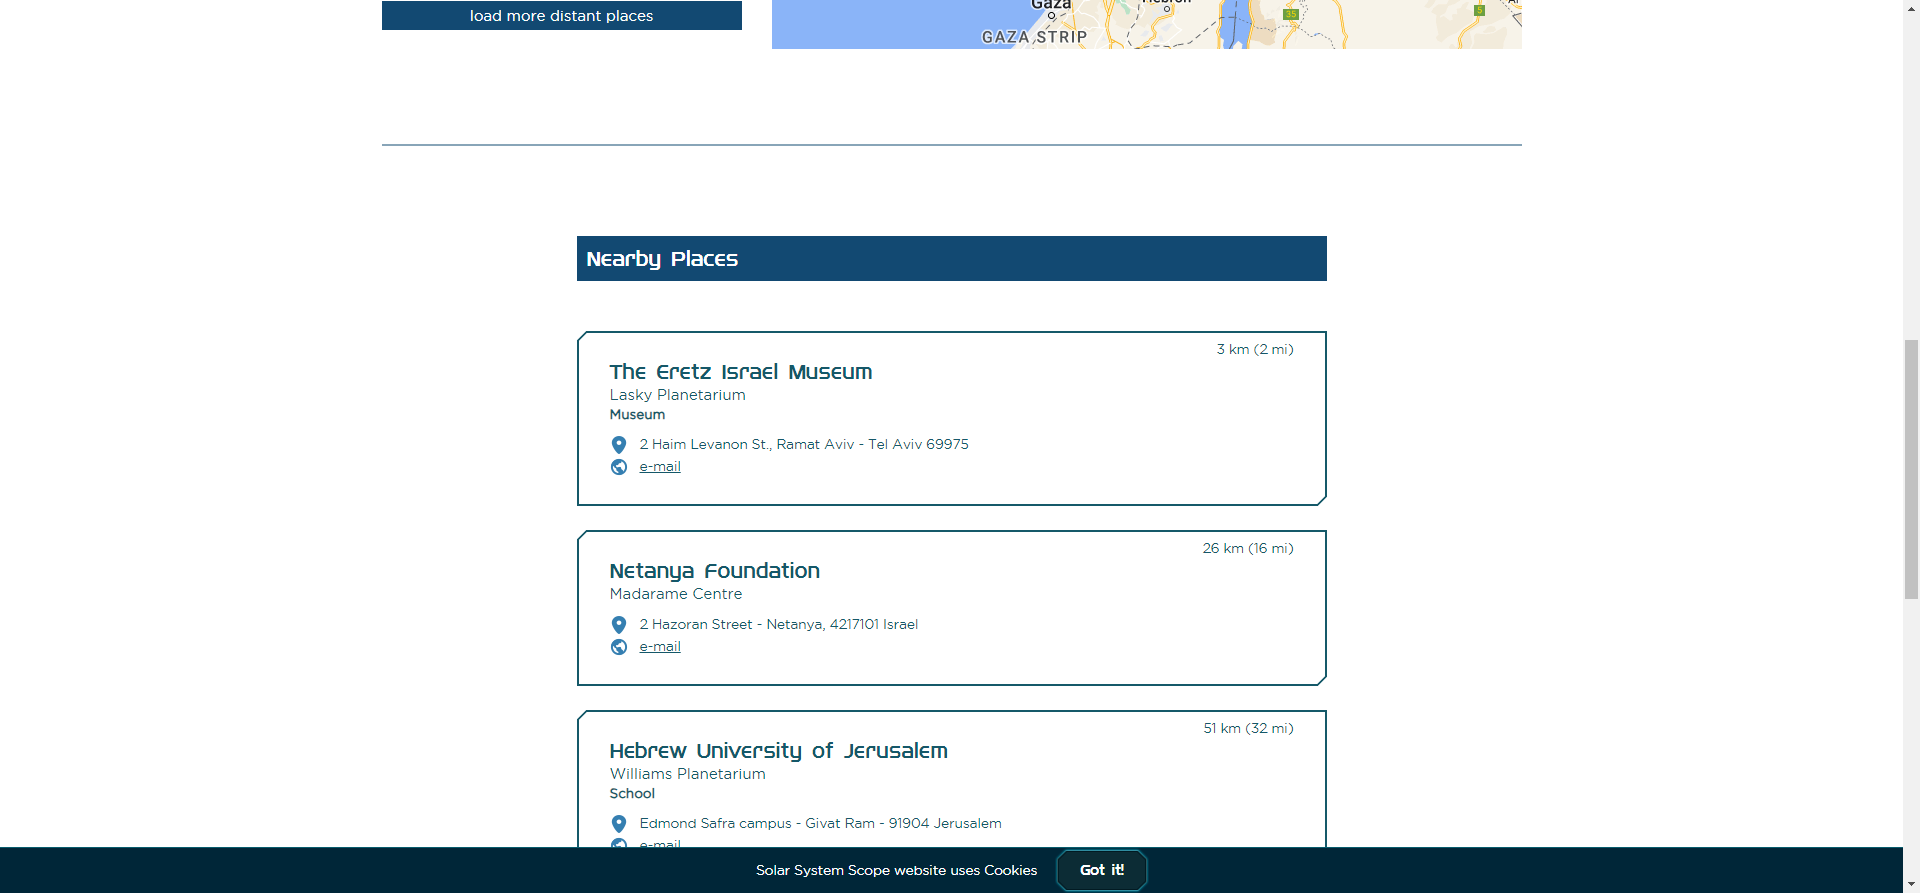 load more distant places
Gaza
GAZA STRIP
Hebron
35
5
Nearby Places
3 km (2 mi)
The Eretz Israel Museum
Lasky Planetarium
Museum
2 Haim Levanon St., Ramat Aviv - Tel Aviv 69975
e-mail
26 km (16 mi)
Netanya Foundation
Madarame Centre
2 Hazoran Street - Netanya, 4217101 Israel
e-mail
51 km (32 mi)
Hebrew University of Jerusalem
Williams Planetarium
School
Edmond Safra campus - Givat Ram - 91904 Jerusalem
e-mail
Solar System Scope website uses Cookies
Got it!